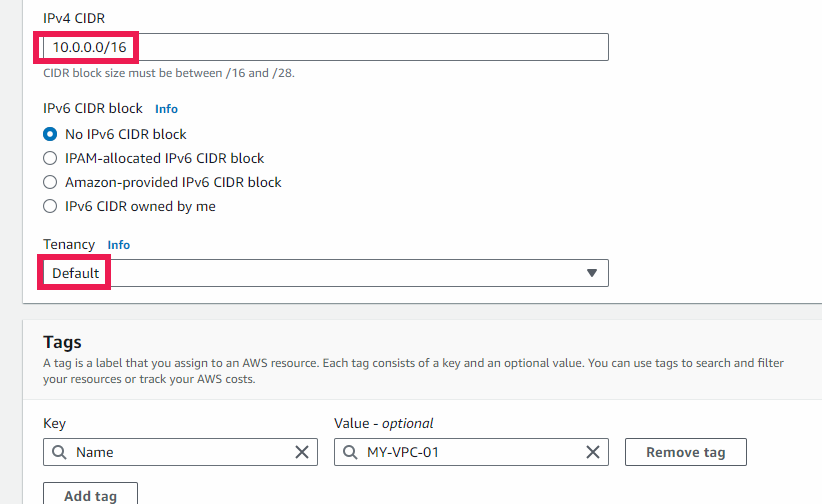 IPv4 CIDR
10.0.0.0/16
CIDR block size must be between /16 and /28.
IPv6 CIDR block Info
No IPv6 CIDR block
IPAM-allocated IPv6 CIDR block
Amazon-provided IPv6 CIDR block
IPv6 CIDR owned by me
Tenancy Info
Default
Tags
A tag is a label that you assign to an AWS resource. Each tag consists of a key and an optional value. You can use tags to search and filter
your resources or track your AWS costs.
Key Value - optional
Name MY-VPC-01 Remove tag
Add tag